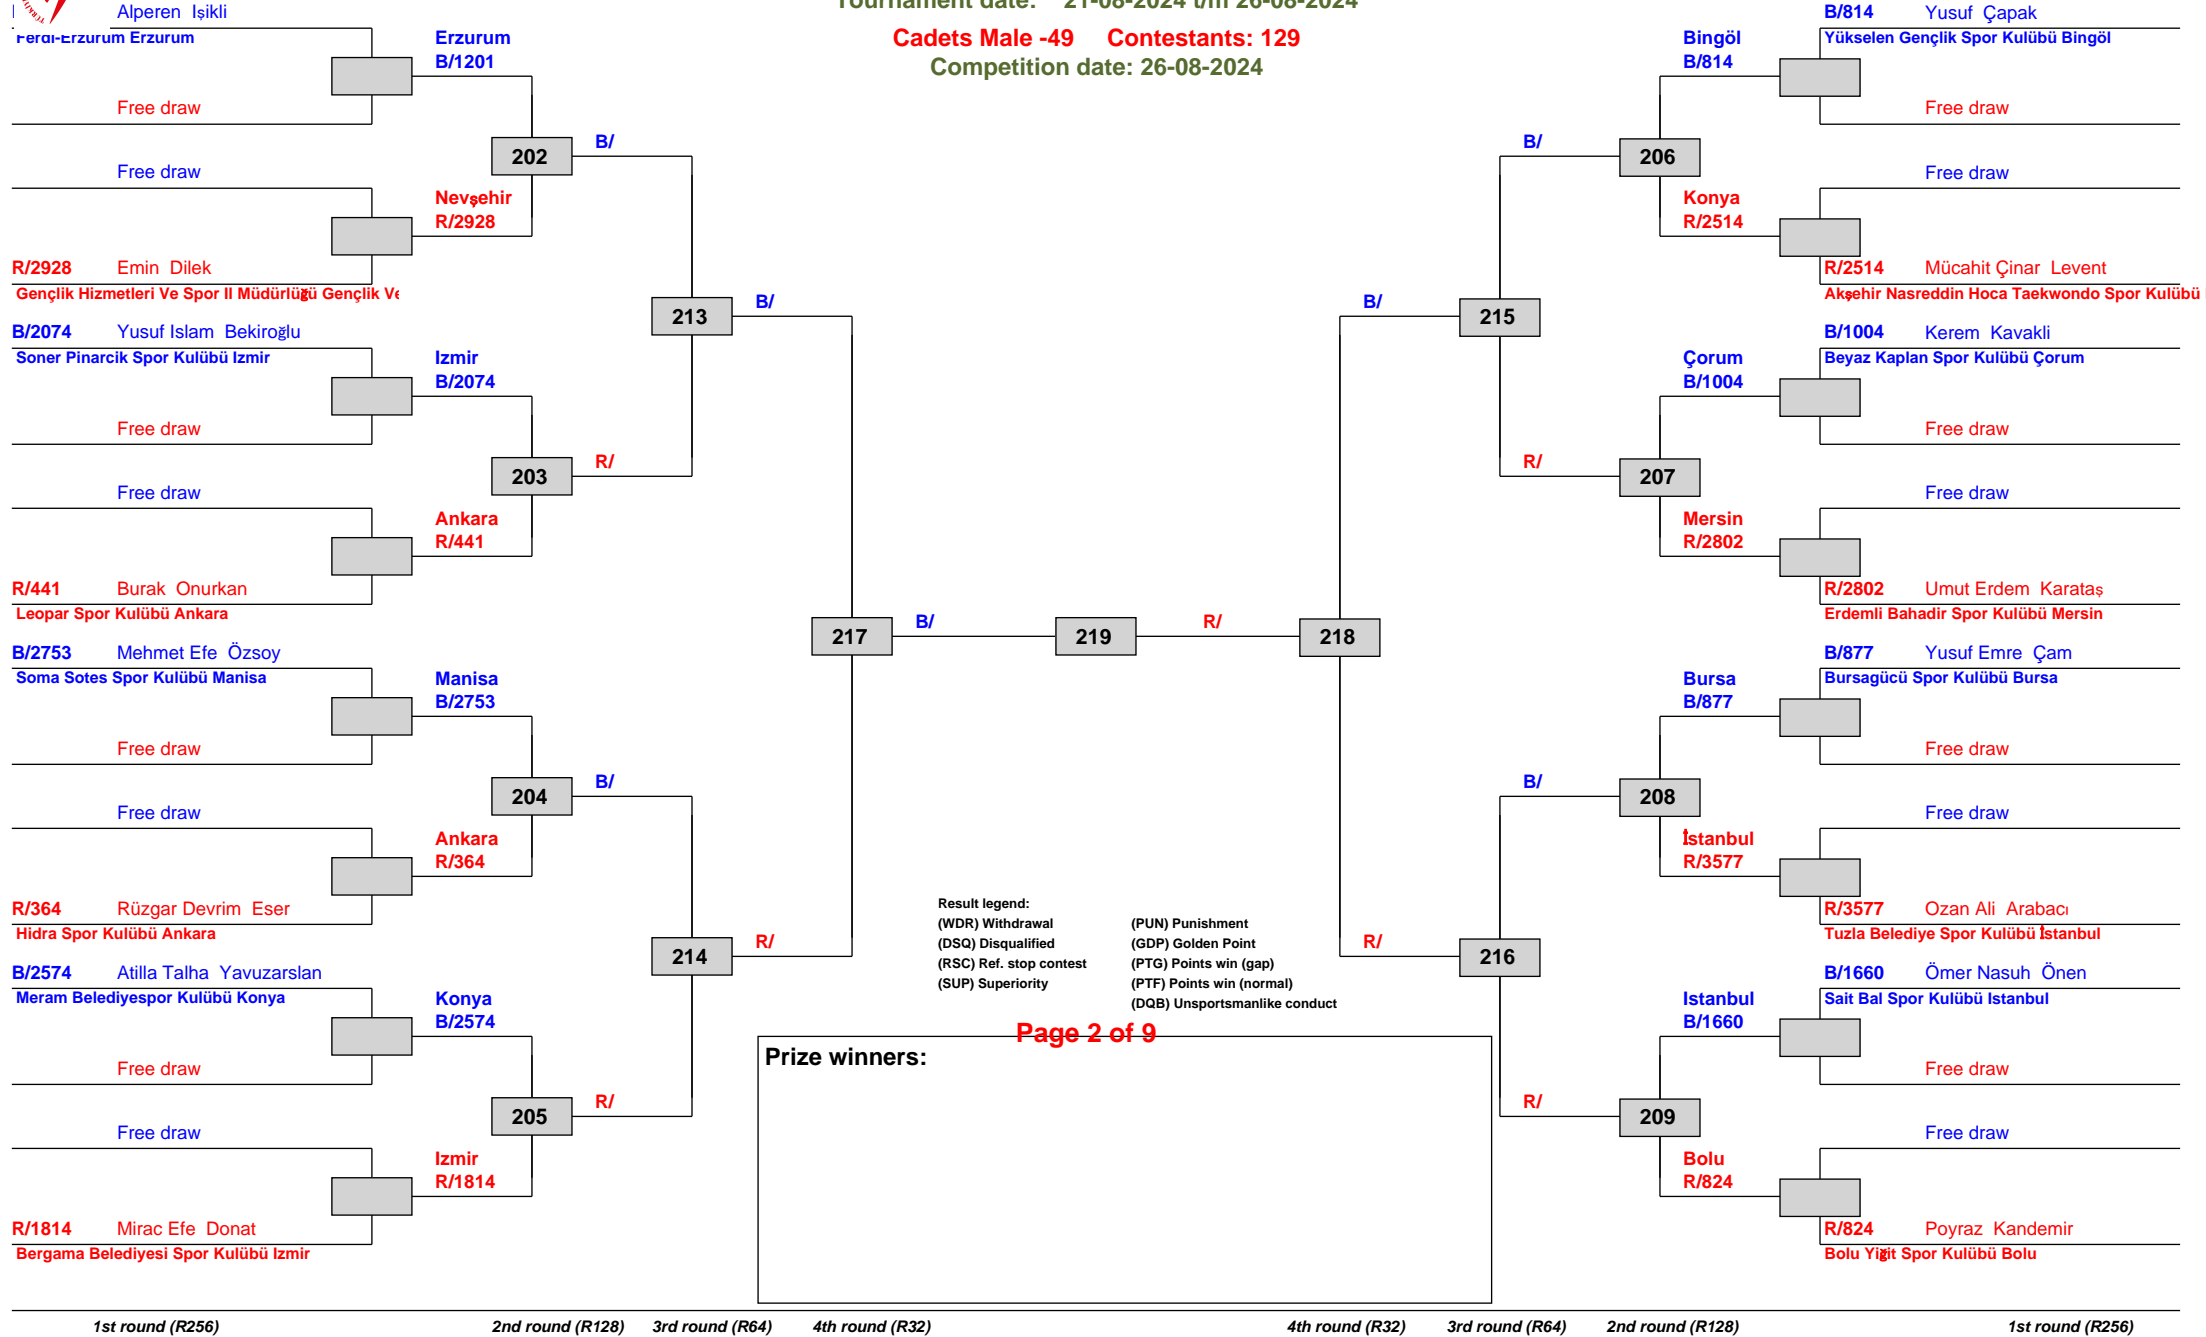 Tournament date: 21-08-2024 t/m 26-08-2024
Cadets Male -49 Contestants: 129
Competition date: 26-08-2024
Alperen Işikli
Ferdi-Erzurum Erzurum
Free draw
Free draw
R/2928 Emin Dilek
Gençlik Hizmetleri Ve Spor Il Müdürlüğü Gençlik Ve
B/2074 Yusuf Islam Bekiroğlu
Soner Pinarcik Spor Kulübü Izmir
Free draw
Free draw
R/441 Burak Onurkan
Leopar Spor Kulübü Ankara
B/2753 Mehmet Efe Özsoy
Soma Sotes Spor Kulübü Manisa
Free draw
Free draw
R/364 Rüzgar Devrim Eser
Hidra Spor Kulübü Ankara
B/2574 Atilla Talha Yavuzarslan
Meram Belediyespor Kulübü Konya
Free draw
Free draw
R/1814 Mirac Efe Donat
Bergama Belediyesi Spor Kulübü Izmir
Erzurum
B/1201
202
Nevşehir
R/2928
Izmir
B/2074
203
Ankara
R/441
Manisa
B/2753
204
Ankara
R/364
Konya
B/2574
205
Izmir
R/1814
B/
213
R/
B/
214
R/
B/
217
R/
B/
219
R/
218
B/
R/
215
B/
R/
216
B/
R/
Bingöl
B/814
206
Konya
R/2514
Çorum
B/1004
207
Mersin
R/2802
Bursa
B/877
208
İstanbul
R/3577
Istanbul
B/1660
209
Bolu
R/824
B/814 Yusuf Çapak
Yükselen Gençlik Spor Kulübü Bingöl
Free draw
Free draw
R/2514 Mücahit Çinar Levent
Akşehir Nasreddin Hoca Taekwondo Spor Kulübü
B/1004 Kerem Kavakli
Beyaz Kaplan Spor Kulübü Çorum
Free draw
Free draw
R/2802 Umut Erdem Karataş
Erdemli Bahadir Spor Kulübü Mersin
B/877 Yusuf Emre Çam
Bursagücü Spor Kulübü Bursa
Free draw
Free draw
R/3577 Ozan Ali Arabacı
Tuzla Belediye Spor Kulübü İstanbul
B/1660 Ömer Nasuh Önen
Sait Bal Spor Kulübü Istanbul
Free draw
Free draw
R/824 Poyraz Kandemir
Bolu Yiğit Spor Kulübü Bolu
Result legend:
(WDR) Withdrawal (PUN) Punishment
(DSQ) Disqualified (GDP) Golden Point
(RSC) Ref. stop contest (PTG) Points win (gap)
(SUP) Superiority (PTF) Points win (normal)
(DQB) Unsportsmanlike conduct
Page 2 of 9
Prize winners:
1st round (R256) 2nd round (R128) 3rd round (R64) 4th round (R32) 4th round (R32) 3rd round (R64) 2nd round (R128) 1st round (R256)